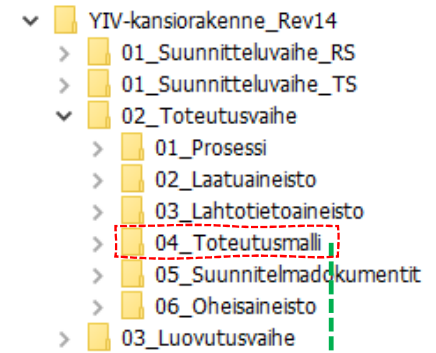 YIV-kansiorakenne_Rev14
01_Suunnitteluvaihe_RS
01_Suunnitteluvaihe_TS
02_Toteutusvaihe
01_Prosessi
02_Laatuaineisto
03_Lahtotietoaineisto
04_Toteutusmalli
05_Suunnitelmadokumentit
06_Oheisaineisto
03_Luovutusvaihe